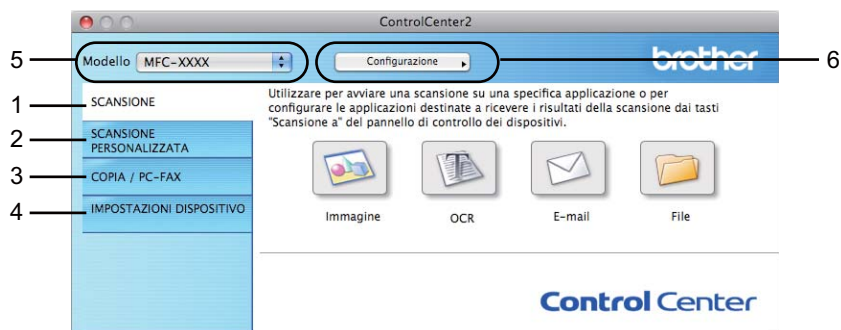 ControlCenter2
5
Modello
MFC-XXXX
Configurazione
brother
6
1
SCANSIONE
2
SCANSIONE
PERSONALIZZATA
3
COPIA / PC-FAX
4
IMPOSTAZIONI DISPOSITIVO
Utilizzare per avviare una scansione su una specifica applicazione o per
configurare le applicazioni destinate a ricevere i risultati della scansione dai tasti
"Scansione a" del pannello di controllo dei dispositivi.
Immagine
OCR
E-mail
File
Control Center